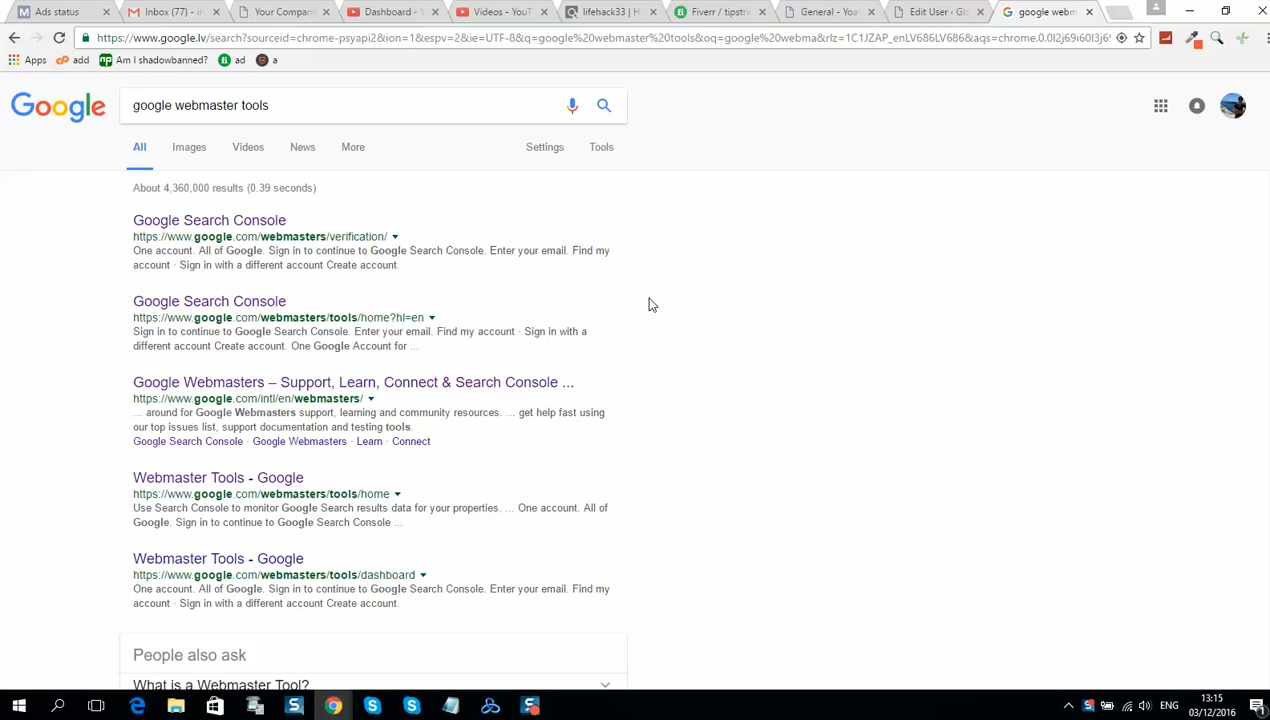 Ads status
Inbox (77) - in
Your Compan
Dashboard -
Videos - YouT
lifehack33 | H
Fiverr / tipstri
General - Yoa
Edit User - Gl
google webm
https://www.google.lv/search?sourceid=chrome-psyapi2&ion=1&espv=2&ie=UTF-8&q=google%20webmaster%20tools&oq=google%20webma&rlz=1C1JZAP_enLV686LV686&aqs=chrome.0.0l2j69i60l3j6
Apps
add
Am I shadowbanned?
ad
a
Google
google webmaster tools
All
Images
Videos
News
More
Settings
Tools
About 4,360,000 results (0.39 seconds)
Google Search Console
https://www.google.com/webmasters/verification/
One account. All of Google. Sign in to continue to Google Search Console. Enter your email. Find my
account · Sign in with a different account Create account.
Google Search Console
https://www.google.com/webmasters/tools/home?hl=en
Sign in to continue to Google Search Console. Enter your email. Find my account · Sign in with a
different account Create account. One Google Account for ...
Google Webmasters – Support, Learn, Connect & Search Console ...
https://www.google.com/intl/en/webmasters/
... around for Google Webmasters support, learning and community resources. ... get help fast using
our top issues list, support documentation and testing tools.
Google Search Console · Google Webmasters · Learn · Connect
Webmaster Tools - Google
https://www.google.com/webmasters/tools/home
Use Search Console to monitor Google Search results data for your properties. ... One account. All of
Google. Sign in to continue to Google Search Console ...
Webmaster Tools - Google
https://www.google.com/webmasters/tools/dashboard
One account. All of Google. Sign in to continue to Google Search Console. Enter your email. Find my
account · Sign in with a different account Create account.
People also ask
What is a Webmaster Tool?
ENG
13:15
03/12/2016